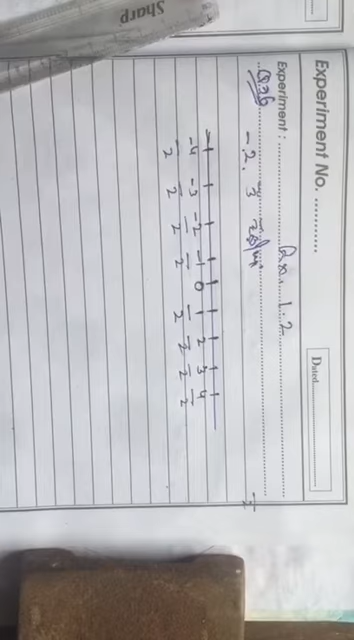 Experiment No. ............
Dated..................
Experiment : ............ Ex. 1.2
Q.26 -2. 3
-4 -3 -2 -1 0 1 2 3 4
2 2 2 2 2 2 2 2
Sharp